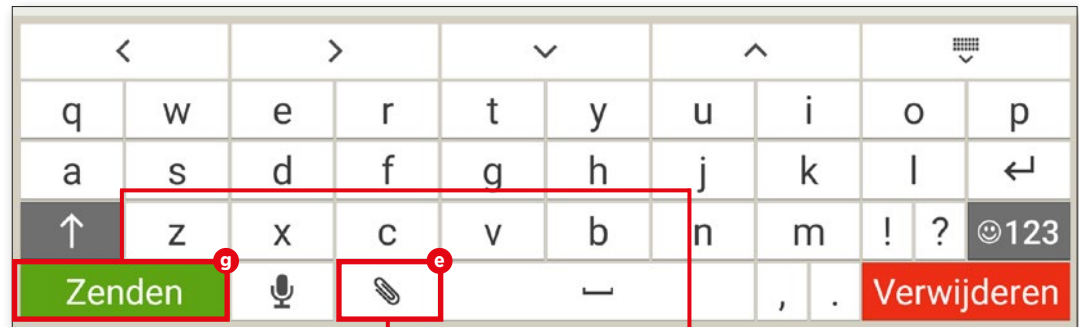 q w e r t y u i o p
a s d f g h j k l
z x c v b n m ! ? 123
g e
Zenden , . Verwijderen